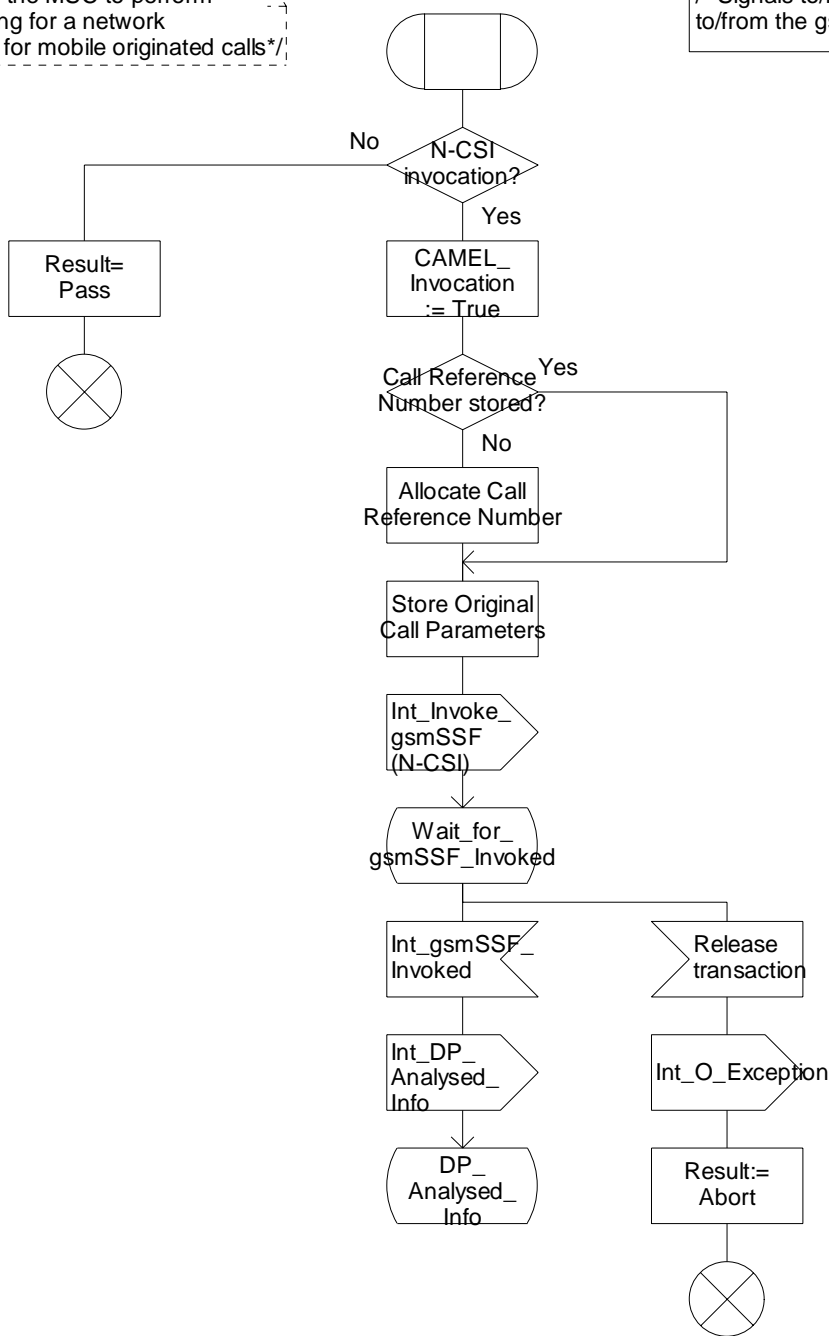 the MSC to perform
ng for a network
for mobile originated calls*/
to/from the gs
No
N-CSI
invocation?
Yes
Result=
Pass
CAMEL_
Invocation
:= True
Call Reference
Number stored?
Yes
No
Allocate Call
Reference Number
Store Original
Call Parameters
Int_Invoke_
gsmSSF
(N-CSI)
Wait_for_
gsmSSF_Invoked
Int_gsmSSF_
Invoked
Release
transaction
Int_DP_
Analysed_
Info
Int_O_Exception
DP_
Analysed_
Info
Result:=
Abort